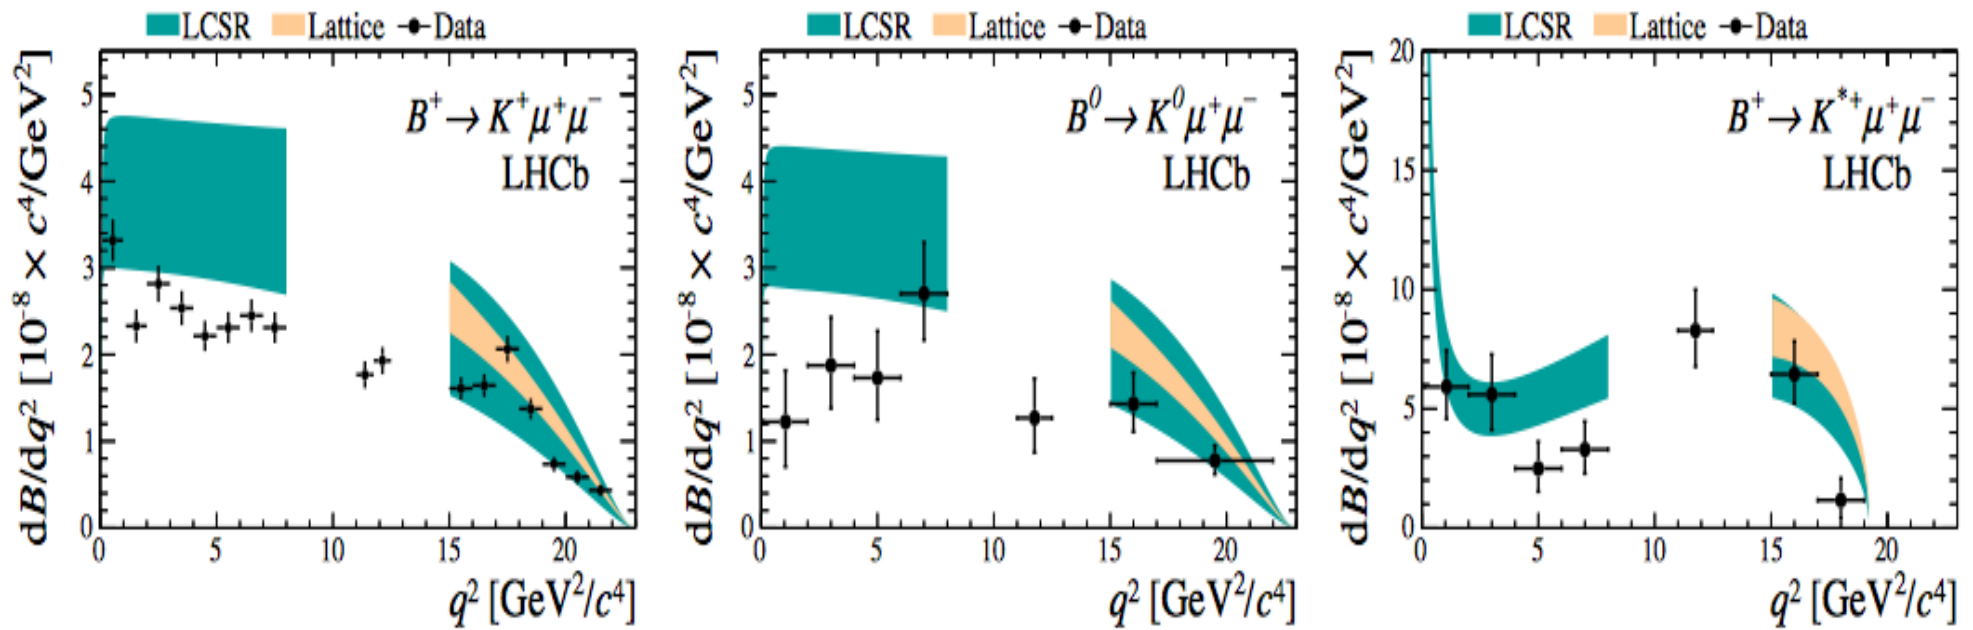 LCSR Lattice Data
dB/dq² [10⁻⁸ × c⁴/GeV²]
5
4
3
2
1
0
B⁺ → K⁺μ⁺μ⁻
LHCb
0 5 10 15 20
q² [GeV²/c⁴]
LCSR Lattice Data
dB/dq² [10⁻⁸ × c⁴/GeV²]
5
4
3
2
1
0
B⁰ → K⁰μ⁺μ⁻
LHCb
0 5 10 15 20
q² [GeV²/c⁴]
LCSR Lattice Data
dB/dq² [10⁻⁸ × c⁴/GeV²]
20
15
10
5
0
B⁺ → K*⁺μ⁺μ⁻
LHCb
0 5 10 15 20
q² [GeV²/c⁴]